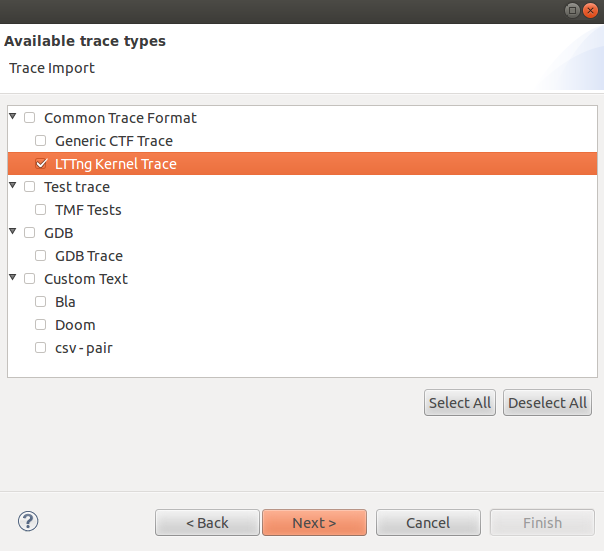 Available trace types
Trace Import
Common Trace Format
Generic CTF Trace
LTTng Kernel Trace
Test trace
TMF Tests
GDB
GDB Trace
Custom Text
Bla
Doom
csv - pair
Select All Deselect All
? < Back Next > Cancel Finish